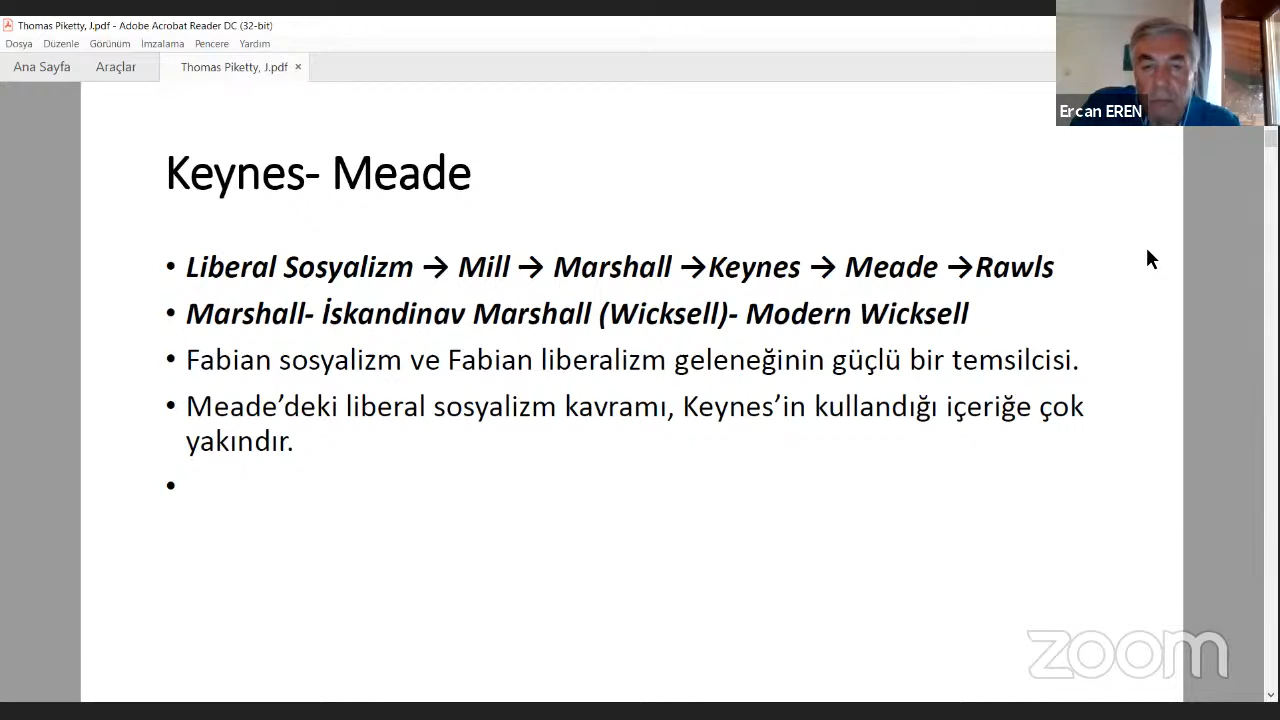 Thomas Piketty, J.pdf - Adobe Acrobat Reader DC (32-bit)
Dosya Düzenle Görünüm İmzalama Pencere Yardım
Ana Sayfa Araçlar Thomas Piketty, J.pdf ×
Ercan EREN
Keynes- Meade
• Liberal Sosyalizm → Mill → Marshall →Keynes → Meade →Rawls
• Marshall- İskandinav Marshall (Wicksell)- Modern Wicksell
• Fabian sosyalizm ve Fabian liberalizm geleneğinin güçlü bir temsilcisi.
• Meade’deki liberal sosyalizm kavramı, Keynes’in kullandığı içeriğe çok
yakındır.
•
zoom